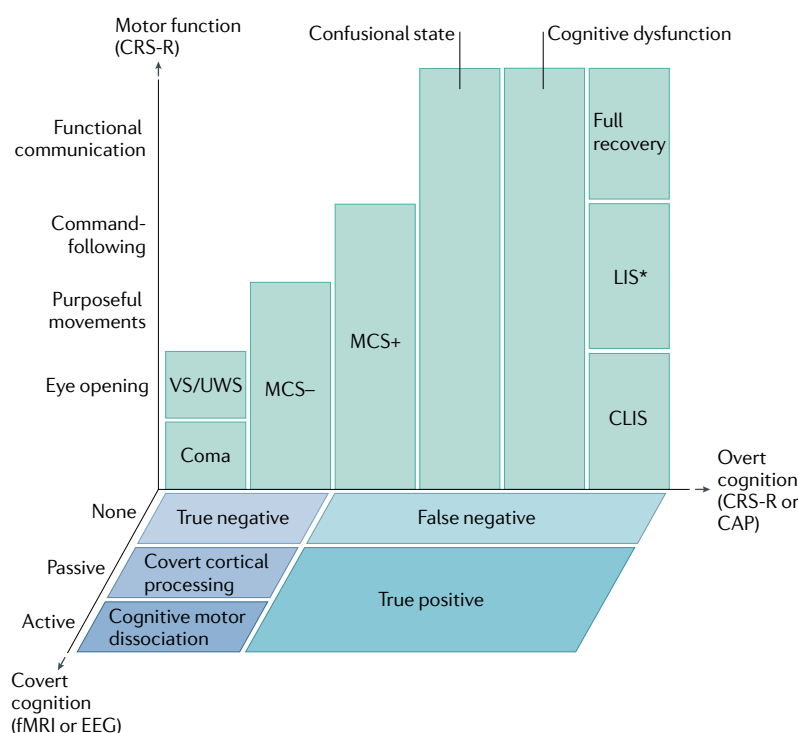 Motor function
(CRS-R)
Confusional state
Cognitive dysfunction
Functional
communication
Full
recovery
Command-
following
LIS*
Purposeful
movements
MCS+
Eye opening
VS/UWS
MCS–
CLIS
Coma
Overt
cognition
(CRS-R or
CAP)
None
True negative
False negative
Passive
Covert cortical
processing
True positive
Active
Cognitive motor
dissociation
Covert
cognition
(fMRI or EEG)